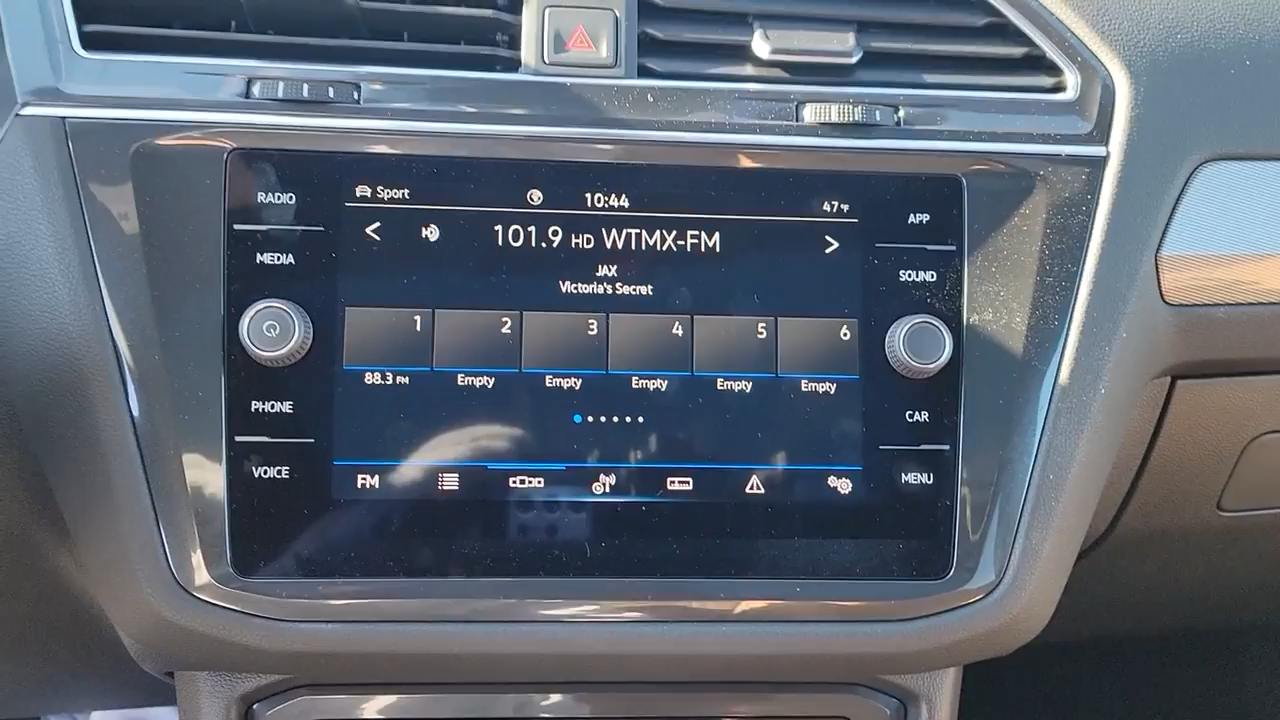 RADIO
MEDIA
PHONE
VOICE
Sport
10:44
47°F
101.9 HD WTMX-FM
JAX
Victoria's Secret
1
2
3
4
5
6
88.3 FM
Empty
Empty
Empty
Empty
Empty
FM
APP
SOUND
CAR
MENU